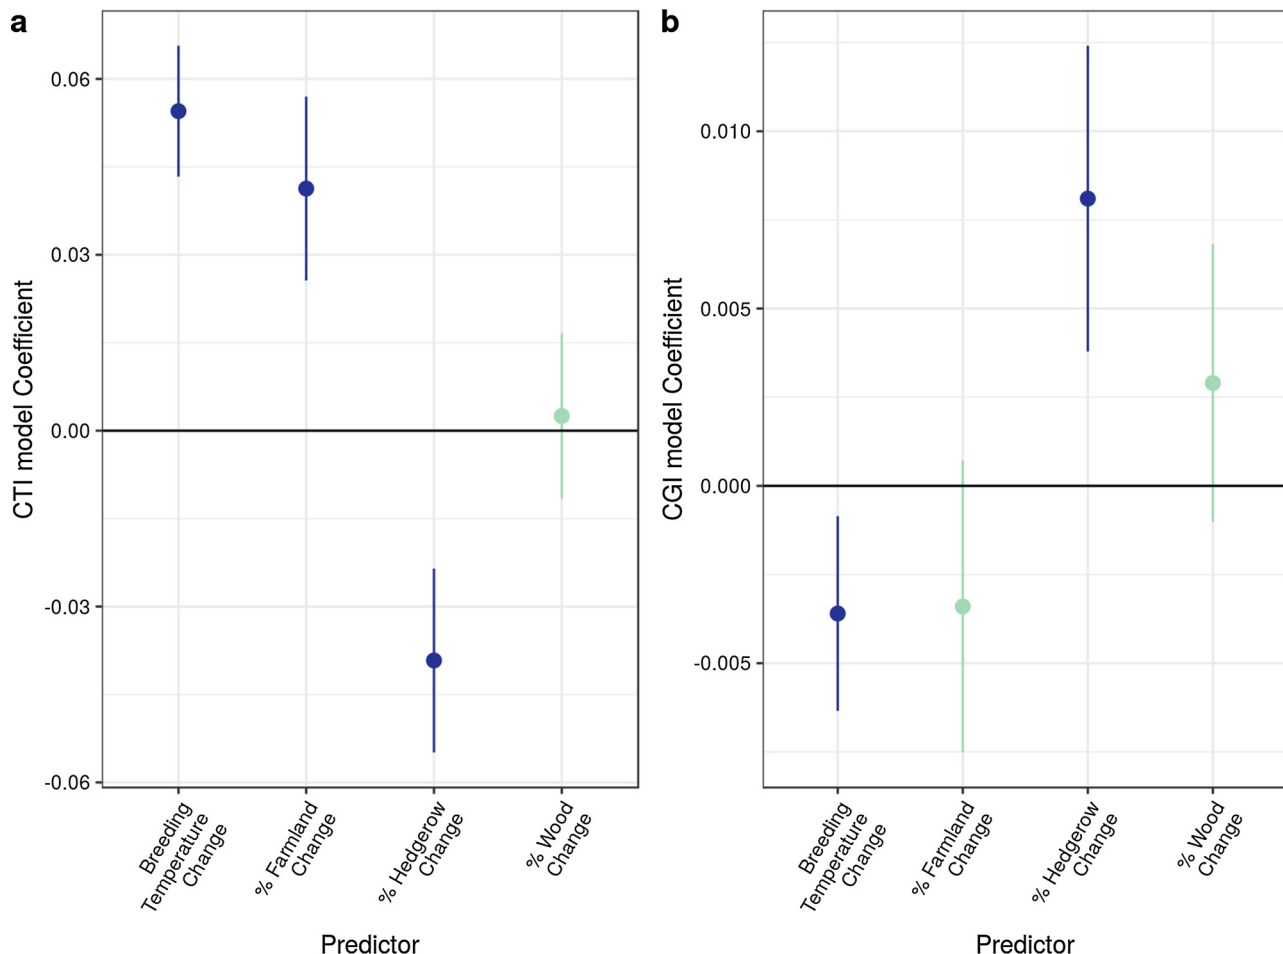 a
CTI model Coefficient
0.06
0.03
0.00
-0.03
-0.06
Breeding
Temperature
Change
% Farmland
Change
% Hedgerow
Change
% Wood
Change
Predictor
b
CGI model Coefficient
0.010
0.005
0.000
-0.005
Breeding
Temperature
Change
% Farmland
Change
% Hedgerow
Change
% Wood
Change
Predictor